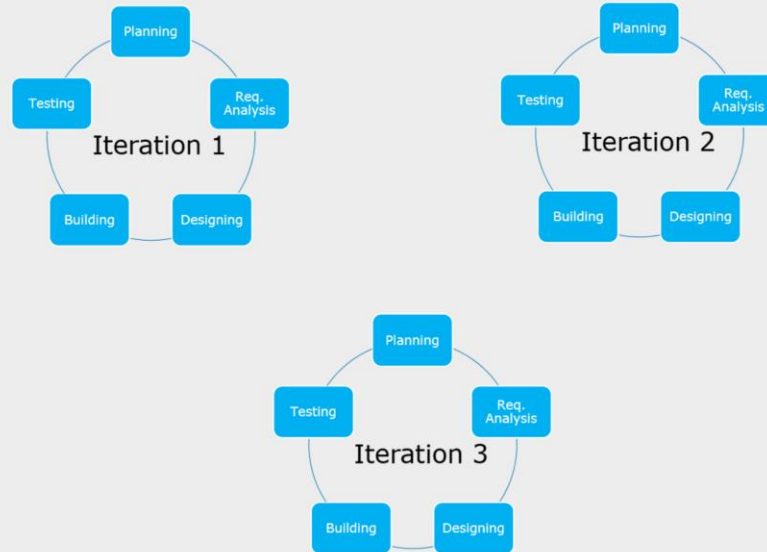 Planning
Testing
Req.
Analysis
Iteration 1
Building
Designing
Planning
Testing
Req.
Analysis
Iteration 2
Building
Designing
Planning
Testing
Req.
Analysis
Iteration 3
Building
Designing